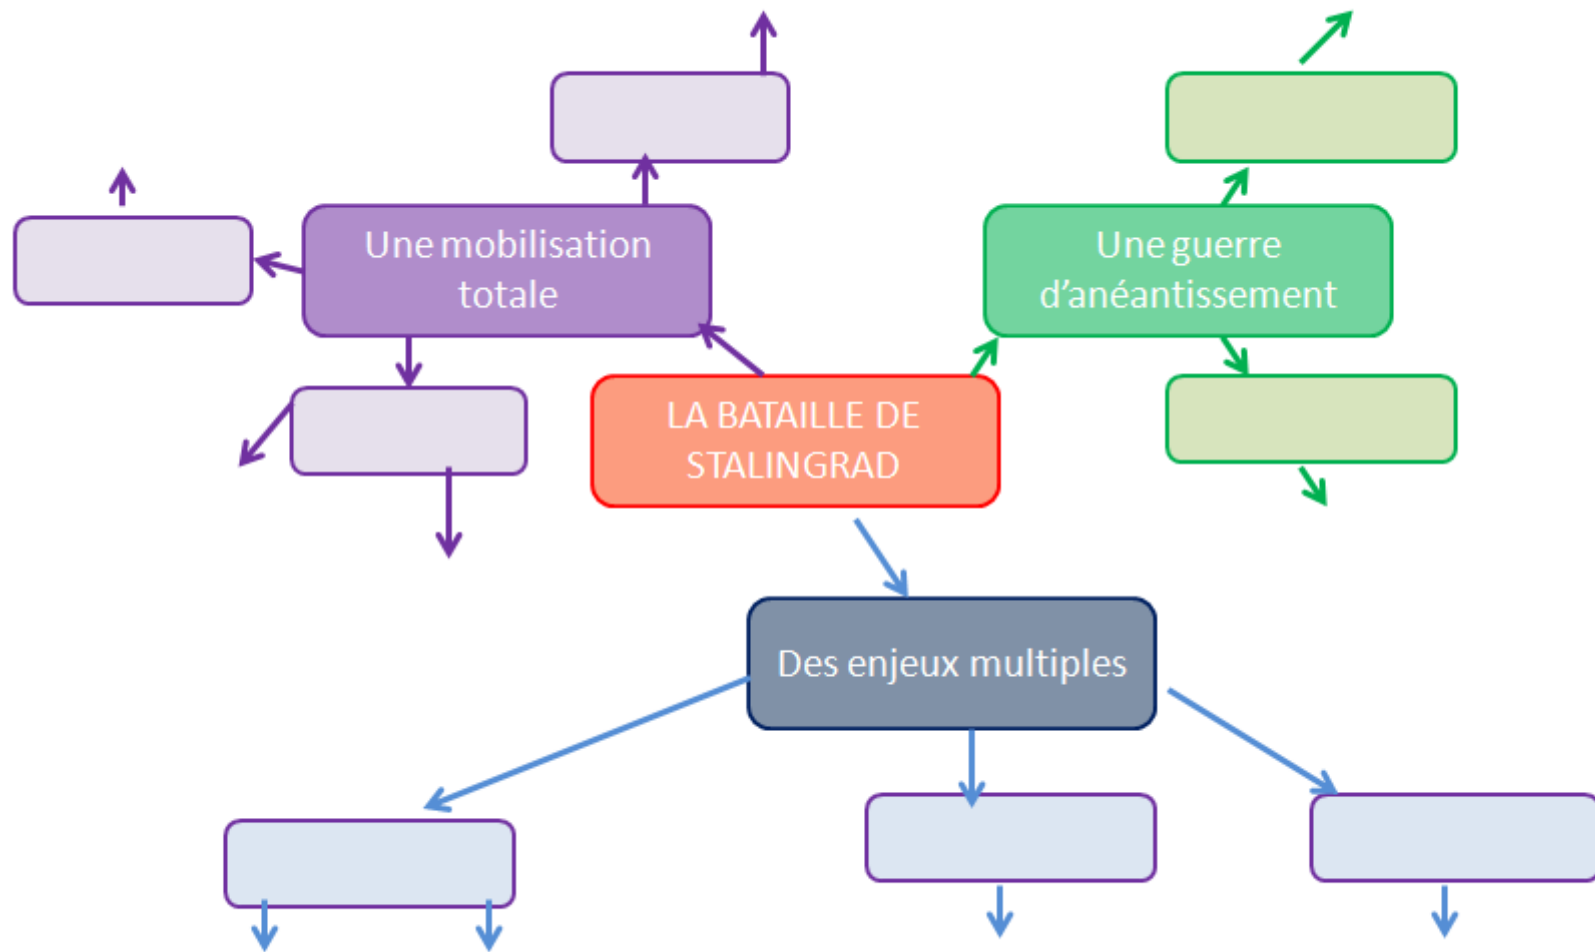 Une mobilisation
totale
Une guerre
d’anéantissement
LA BATAILLE DE
STALINGRAD
Des enjeux multiples